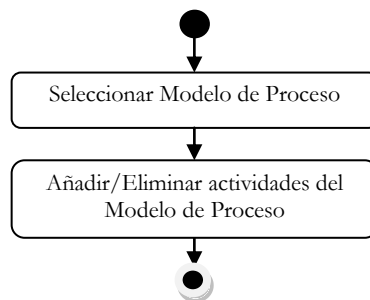 Seleccionar Modelo de Proceso
Añadir/Eliminar actividades del
Modelo de Proceso